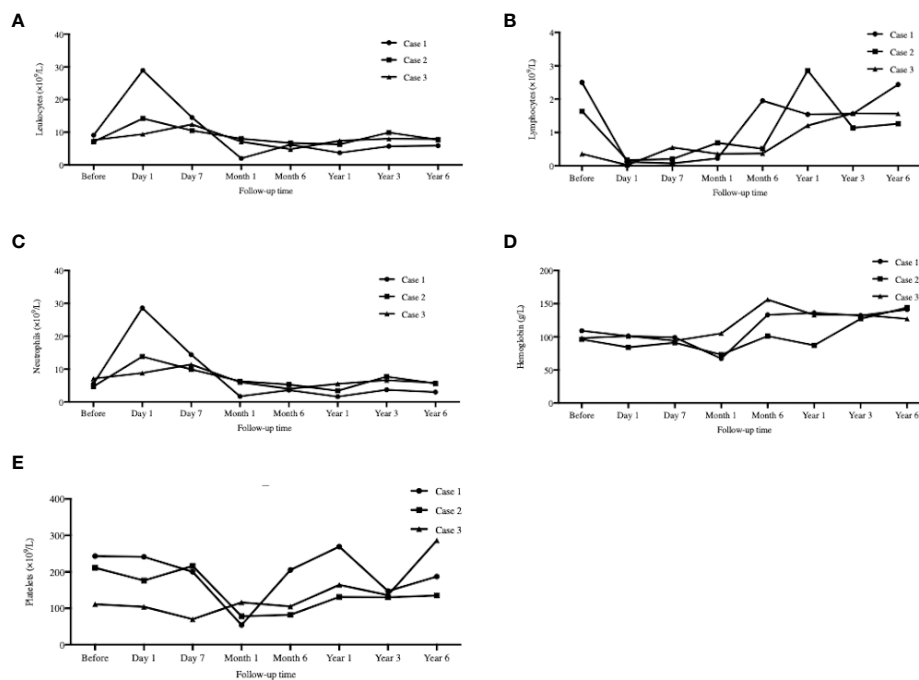 A
Leukocytes (×10⁹/L)
40
30
20
10
0
Case 1
Case 2
Case 3
Before Day 1 Day 7 Month 1 Month 6 Year 1 Year 3 Year 6
Follow-up time
B
Lymphocytes (×10⁹/L)
4
3
2
1
0
Case 1
Case 2
Case 3
Before Day 1 Day 7 Month 1 Month 6 Year 1 Year 3 Year 6
Follow-up time
C
Neutrophils (×10⁹/L)
40
30
20
10
0
Case 1
Case 2
Case 3
Before Day 1 Day 7 Month 1 Month 6 Year 1 Year 3 Year 6
Follow-up time
D
Hemoglobin (g/L)
200
150
100
50
0
Case 1
Case 2
Case 3
Before Day 1 Day 7 Month 1 Month 6 Year 1 Year 3 Year 6
Follow-up time
E
Platelets (×10⁹/L)
400
300
200
100
0
Case 1
Case 2
Case 3
Before Day 1 Day 7 Month 1 Month 6 Year 1 Year 3 Year 6
Follow-up time